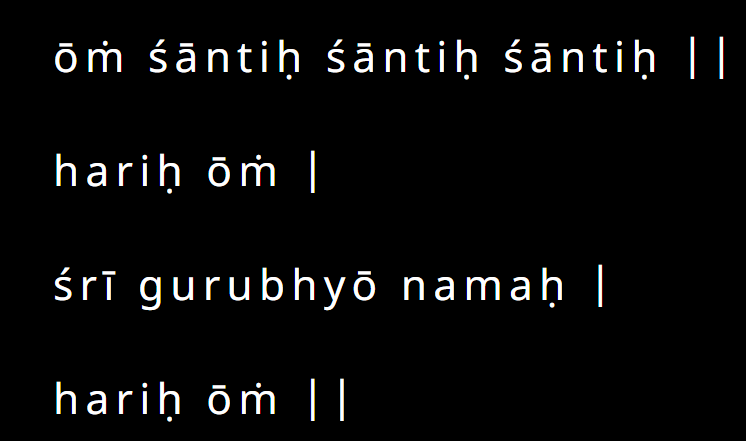 ōṁ śāntiḥ śāntiḥ śāntiḥ ||
hariḥ ōṁ |
śrī gurubhyō namaḥ |
hariḥ ōṁ ||